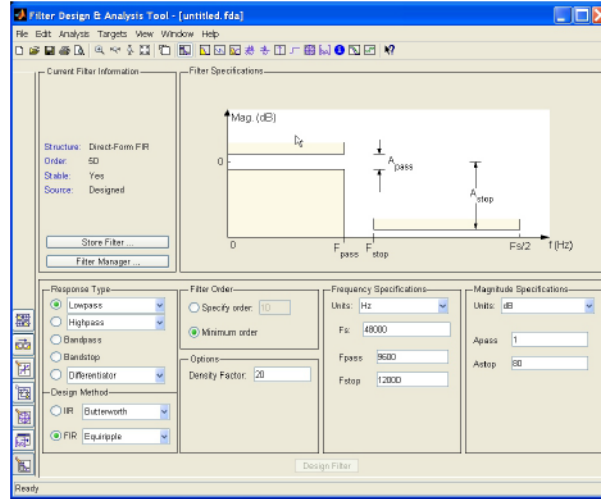 Filter Design & Analysis Tool - [untitled.fda]
File Edit Analysis Targets View Window Help
Current Filter Information
Structure: Direct-Form FIR
Order: 50
Stable: Yes
Source: Designed
Store Filter ...
Filter Manager ...
Filter Specifications
Mag. (dB)
0
Apass
Astop
0
Fpass
Fstop
Fs/2
f (Hz)
Response Type
Lowpass
Highpass
Bandpass
Bandstop
Differentiator
Design Method
IIR Butterworth
FIR Equiripple
Filter Order
Specify order: 10
Minimum order
Options
Density Factor: 20
Frequency Specifications
Units: Hz
Fs: 48000
Fpass 9600
Fstop 12000
Magnitude Specifications
Units: dB
Apass 1
Astop 80
Design Filter
Ready